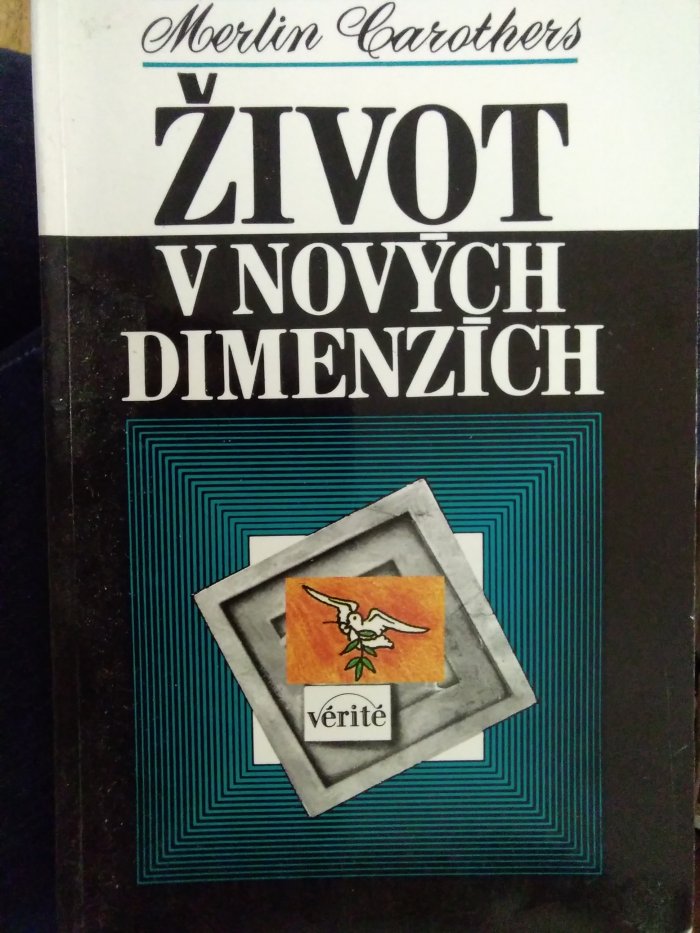 Merlin Carothers
ŽIVOT
V NOVÝCH
DIMENZÍCH
vérité